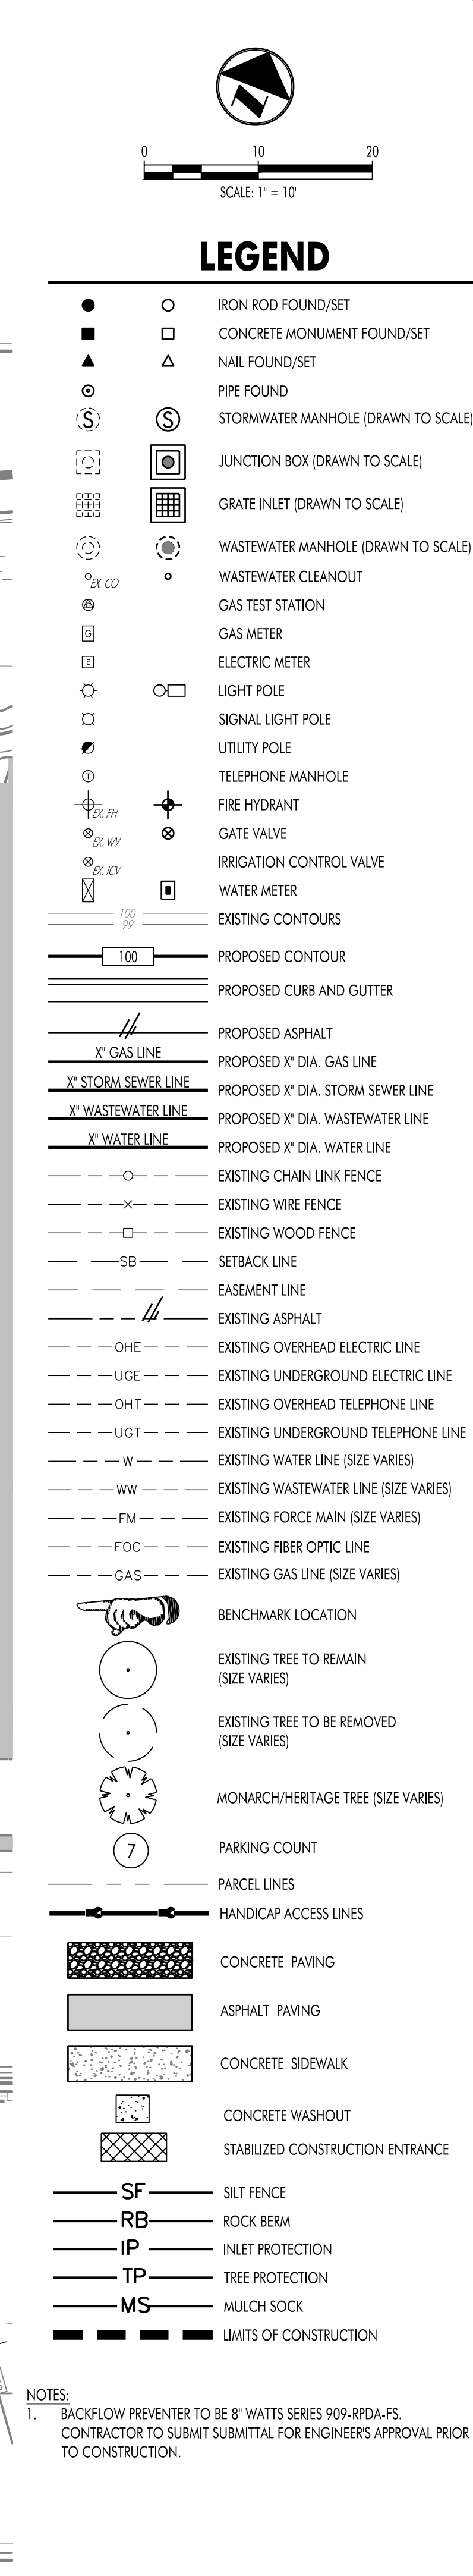 N
0 10 20
SCALE: 1" = 10'
LEGEND
IRON ROD FOUND/SET
CONCRETE MONUMENT FOUND/SET
NAIL FOUND/SET
PIPE FOUND
S S STORMWATER MANHOLE (DRAWN TO SCALE)
JUNCTION BOX (DRAWN TO SCALE)
GRATE INLET (DRAWN TO SCALE)
WASTEWATER MANHOLE (DRAWN TO SCALE)
EX. CO WASTEWATER CLEANOUT
GAS TEST STATION
G GAS METER
E ELECTRIC METER
LIGHT POLE
SIGNAL LIGHT POLE
UTILITY POLE
T TELEPHONE MANHOLE
EX. FH FIRE HYDRANT
EX. WV GATE VALVE
EX. ICV IRRIGATION CONTROL VALVE
WATER METER
100
99 EXISTING CONTOURS
100 PROPOSED CONTOUR
PROPOSED CURB AND GUTTER
PROPOSED ASPHALT
X" GAS LINE PROPOSED X" DIA. GAS LINE
X" STORM SEWER LINE PROPOSED X" DIA. STORM SEWER LINE
X" WASTEWATER LINE PROPOSED X" DIA. WASTEWATER LINE
X" WATER LINE PROPOSED X" DIA. WATER LINE
EXISTING CHAIN LINK FENCE
EXISTING WIRE FENCE
EXISTING WOOD FENCE
SB SETBACK LINE
EASEMENT LINE
EXISTING ASPHALT
OHE EXISTING OVERHEAD ELECTRIC LINE
UGE EXISTING UNDERGROUND ELECTRIC LINE
OHT EXISTING OVERHEAD TELEPHONE LINE
UGT EXISTING UNDERGROUND TELEPHONE LINE
W EXISTING WATER LINE (SIZE VARIES)
WW EXISTING WASTEWATER LINE (SIZE VARIES)
FM EXISTING FORCE MAIN (SIZE VARIES)
FOC EXISTING FIBER OPTIC LINE
GAS EXISTING GAS LINE (SIZE VARIES)
BENCHMARK LOCATION
EXISTING TREE TO REMAIN
(SIZE VARIES)
EXISTING TREE TO BE REMOVED
(SIZE VARIES)
MONARCH/HERITAGE TREE (SIZE VARIES)
7 PARKING COUNT
PARCEL LINES
HANDICAP ACCESS LINES
CONCRETE PAVING
ASPHALT PAVING
CONCRETE SIDEWALK
CONCRETE WASHOUT
STABILIZED CONSTRUCTION ENTRANCE
SF SILT FENCE
RB ROCK BERM
IP INLET PROTECTION
TP TREE PROTECTION
MS MULCH SOCK
LIMITS OF CONSTRUCTION
NOTES:
1. BACKFLOW PREVENTER TO BE 8" WATTS SERIES 909-RPDA-FS.
CONTRACTOR TO SUBMIT SUBMITTAL FOR ENGINEER'S APPROVAL PRIOR
TO CONSTRUCTION.